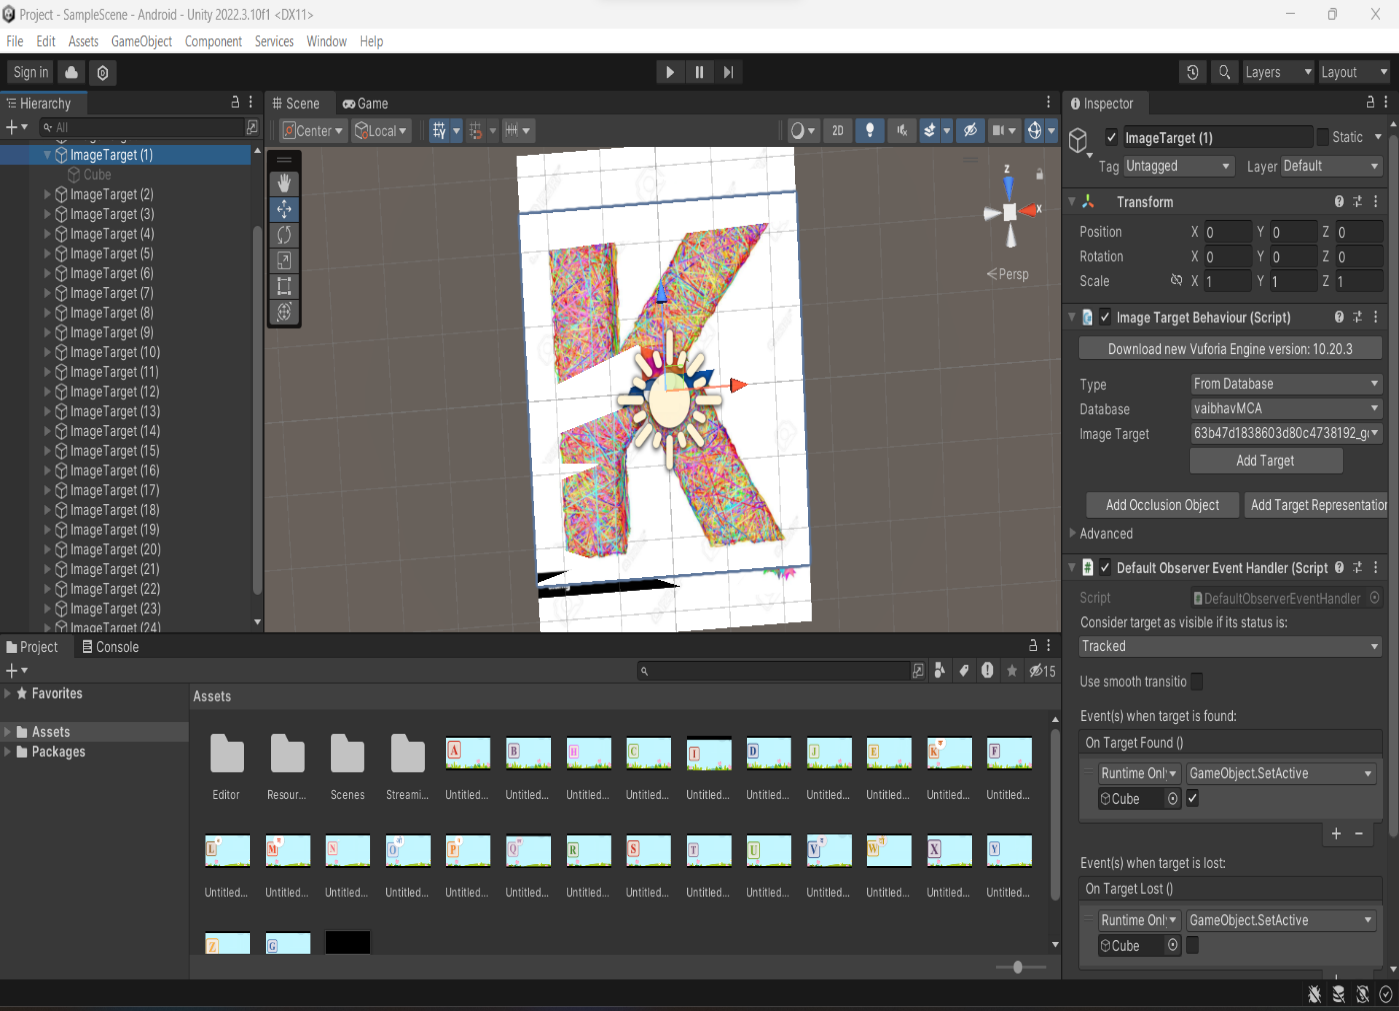 Project - SampleScene - Android - Unity 2022.3.10f1 <DX11>
File Edit Assets GameObject Component Services Window Help
Sign in
Layers
Layout
Hierarchy
All
ImageTarget (1)
Cube
ImageTarget (2)
ImageTarget (3)
ImageTarget (4)
ImageTarget (5)
ImageTarget (6)
ImageTarget (7)
ImageTarget (8)
ImageTarget (9)
ImageTarget (10)
ImageTarget (11)
ImageTarget (12)
ImageTarget (13)
ImageTarget (14)
ImageTarget (15)
ImageTarget (16)
ImageTarget (17)
ImageTarget (18)
ImageTarget (19)
ImageTarget (20)
ImageTarget (21)
ImageTarget (22)
ImageTarget (23)
ImageTarget (24)
Scene Game
Center Local 2D
K
z
x
Persp
Inspector
ImageTarget (1) Static
Tag Untagged Layer Default
Transform
Position X 0 Y 0 Z 0
Rotation X 0 Y 0 Z 0
Scale X 1 Y 1 Z 1
Image Target Behaviour (Script)
Download new Vuforia Engine version: 10.20.3
Type From Database
Database vaibhavMCA
Image Target 63b47d1838603d80c4738192_g
Add Target
Add Occlusion Object Add Target Representation
Advanced
Default Observer Event Handler (Script
Script DefaultObserverEventHandler
Consider target as visible if its status is:
Tracked
Use smooth transitio
Event(s) when target is found:
On Target Found ()
Runtime Onl GameObject.SetActive
Cube
Event(s) when target is lost:
On Target Lost ()
Runtime Onl GameObject.SetActive
Cube
Project Console
15
Favorites
Assets
Packages
Assets
A B H C I D J E K F
Editor Resour... Scenes Streami... Untitled... Untitled... Untitled... Untitled... Untitled... Untitled... Untitled... Untitled... Untitled... Untitled...
L M N O P Q R S T U V W X Y
Untitled... Untitled... Untitled... Untitled... Untitled... Untitled... Untitled... Untitled... Untitled... Untitled... Untitled... Untitled... Untitled... Untitled...
Z G